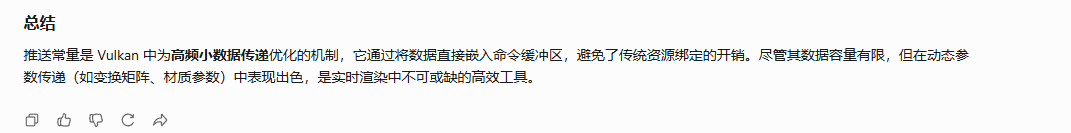 总结
推送常量是 Vulkan 中为高频小数据传递优化的机制，它通过将数据直接嵌入命令缓冲区，避免了传统资源绑定的开销。尽管其数据容量有限，但在动态参
数传递（如变换矩阵、材质参数）中表现出色，是实时渲染中不可或缺的高效工具。